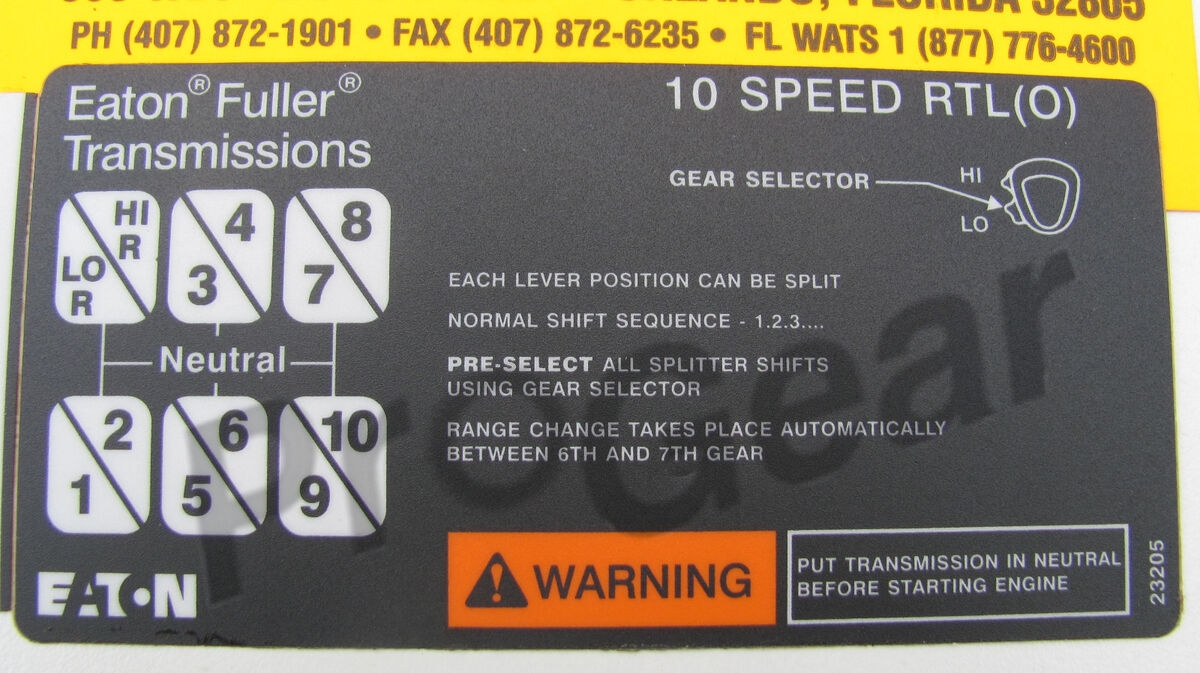 ORLANDO, FLORIDA 32805
PH (407) 872-1901 • FAX (407) 872-6235 • FL WATS 1 (877) 776-4600
Eaton® Fuller®
Transmissions
10 SPEED RTL(O)
GEAR SELECTOR
HI
LO
HI
R
LO
R
4
3
8
7
Neutral
2
1
6
5
10
9
EACH LEVER POSITION CAN BE SPLIT
NORMAL SHIFT SEQUENCE - 1.2.3....
PRE-SELECT ALL SPLITTER SHIFTS
USING GEAR SELECTOR
RANGE CHANGE TAKES PLACE AUTOMATICALLY
BETWEEN 6TH AND 7TH GEAR
ProGear
EATON
WARNING
PUT TRANSMISSION IN NEUTRAL
BEFORE STARTING ENGINE
23205